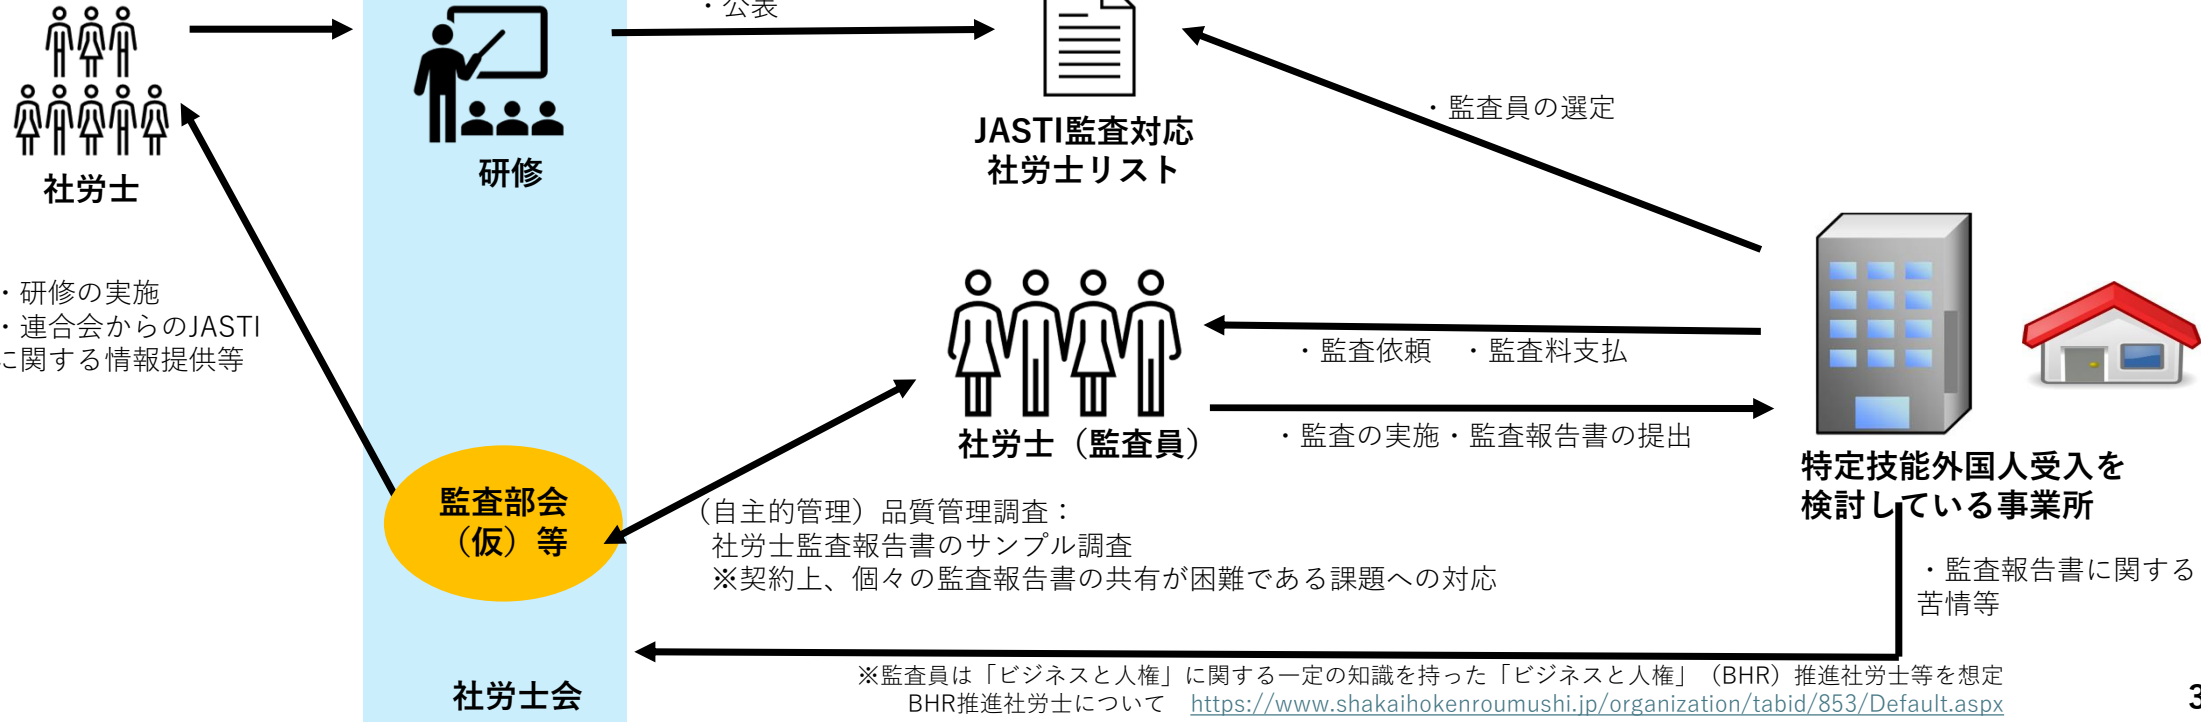 ・公表
社労士
研修
JASTI監査対応
社労士リスト
・監査員の選定
・研修の実施
・連合会からのJASTI
に関する情報提供等
・監査依頼　・監査料支払
社労士（監査員）
・監査の実施・監査報告書の提出
特定技能外国人受入を
検討している事業所
監査部会
（仮）等
（自主的管理）品質管理調査：
社労士監査報告書のサンプル調査
※契約上、個々の監査報告書の共有が困難である課題への対応
・監査報告書に関する
苦情等
社労士会
※監査員は「ビジネスと人権」に関する一定の知識を持った「ビジネスと人権」（BHR）推進社労士等を想定
BHR推進社労士について　https://www.shakaihokenroumushi.jp/organization/tabid/853/Default.aspx
3